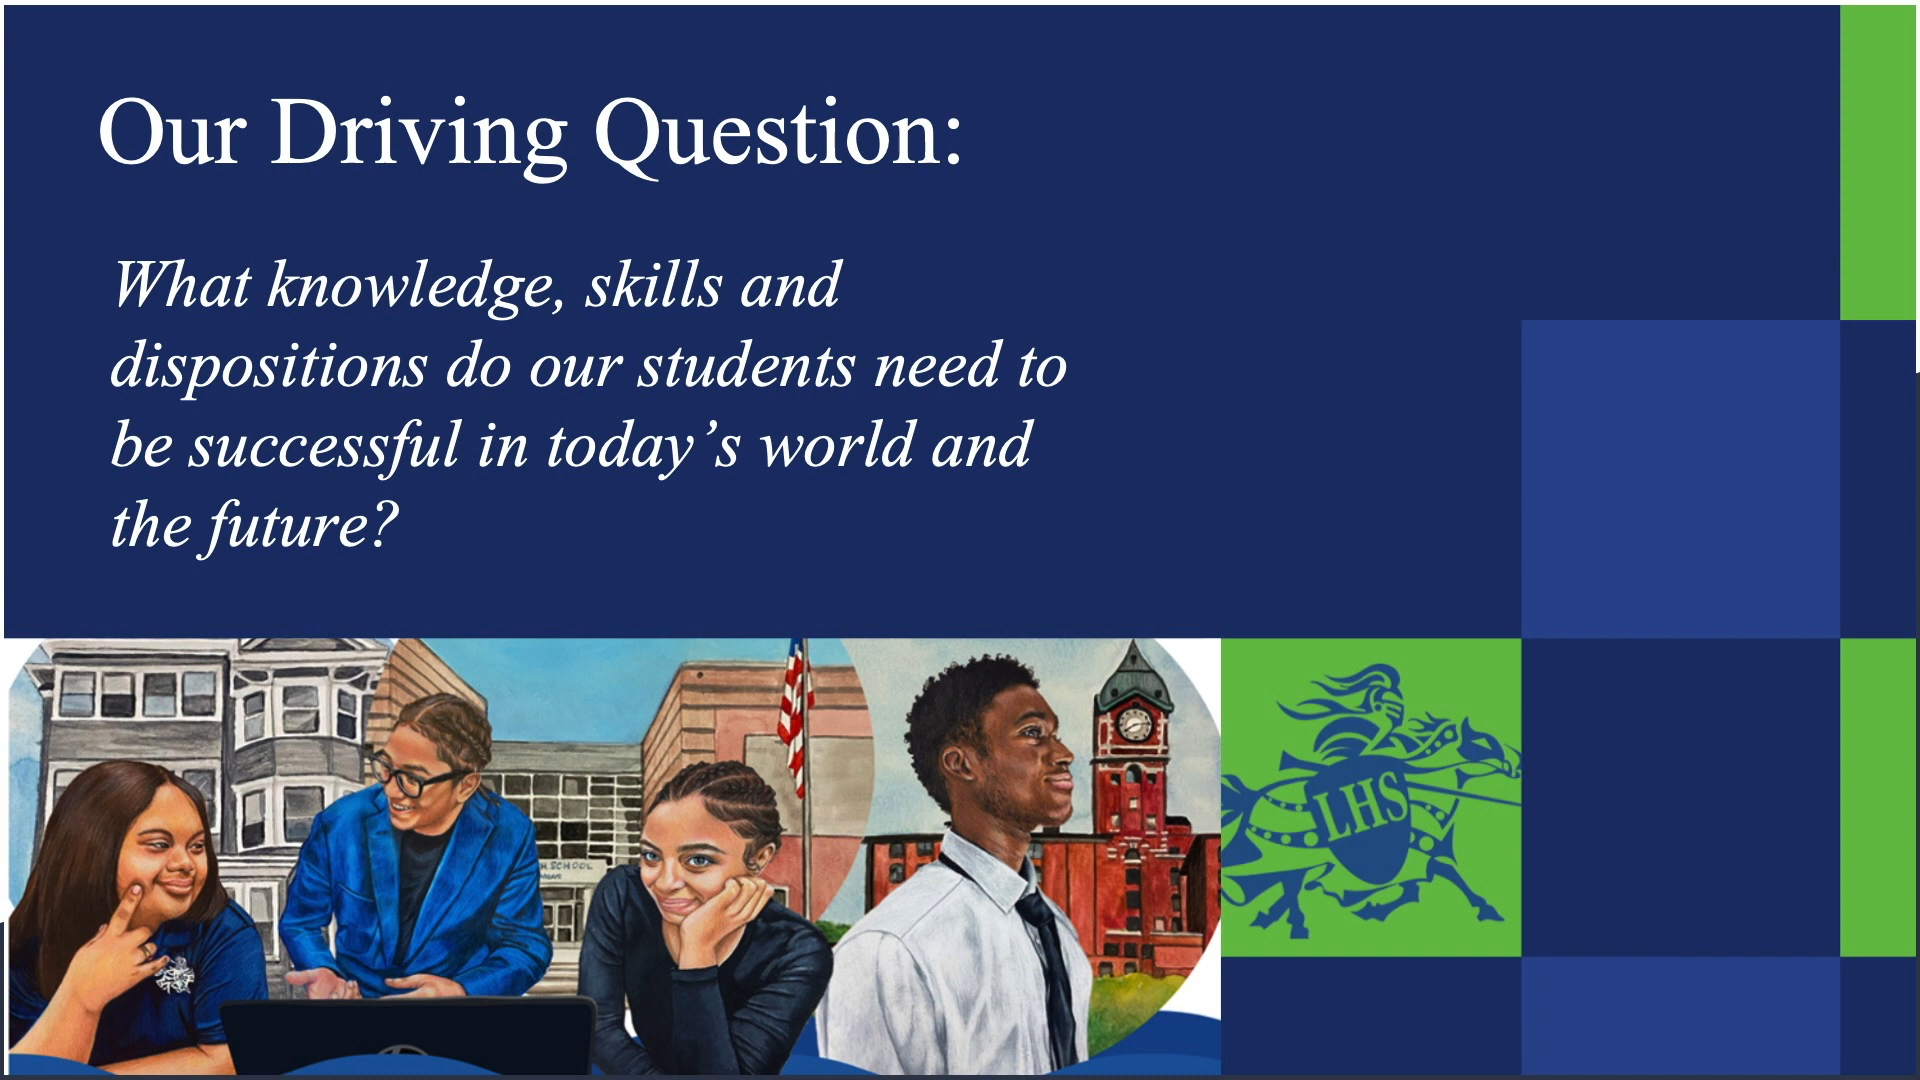 Our Driving Question:
What knowledge, skills and
dispositions do our students need to
be successful in today’s world and
the future?
H SCHOOL
LHS